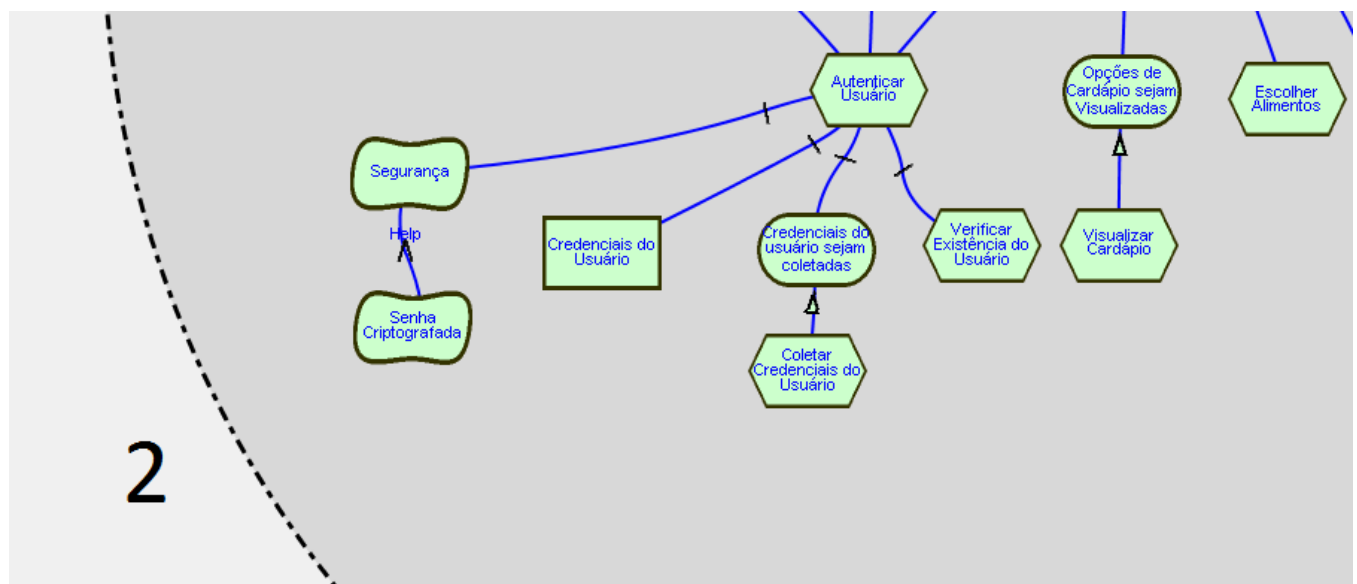 Autenticar
Usuário
Opções de
Cardápio sejam
Visualizadas
Escolher
Alimentos
Segurança
Help
Senha
Criptografada
Credenciais do
Usuário
Credenciais do
usuário sejam
coletadas
Verificar
Existência do
Usuário
Visualizar
Cardápio
Coletar
Credenciais do
Usuário
2